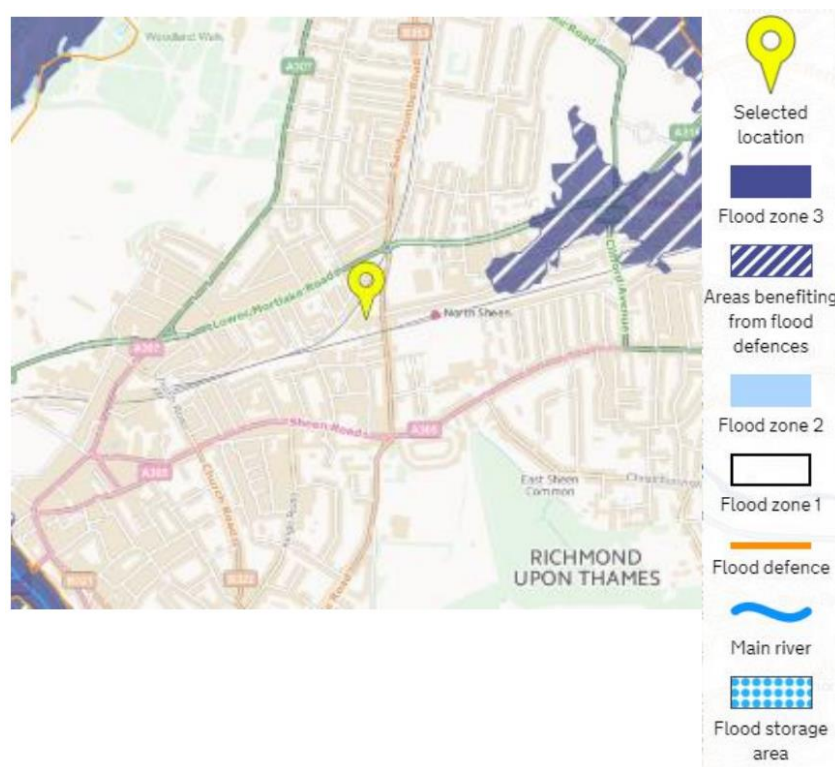 Woodland Walk
A307
Sandycombe Road
Lower Mortlake Road
North Sheen
Clifford Avenue
Sheen Road
A305
A305
Church Road
East Sheen
Common
RICHMOND
UPON THAMES
Selected
location
Flood zone 3
Areas benefiting
from flood
defences
Flood zone 2
Flood zone 1
Flood defence
Main river
Flood storage
area